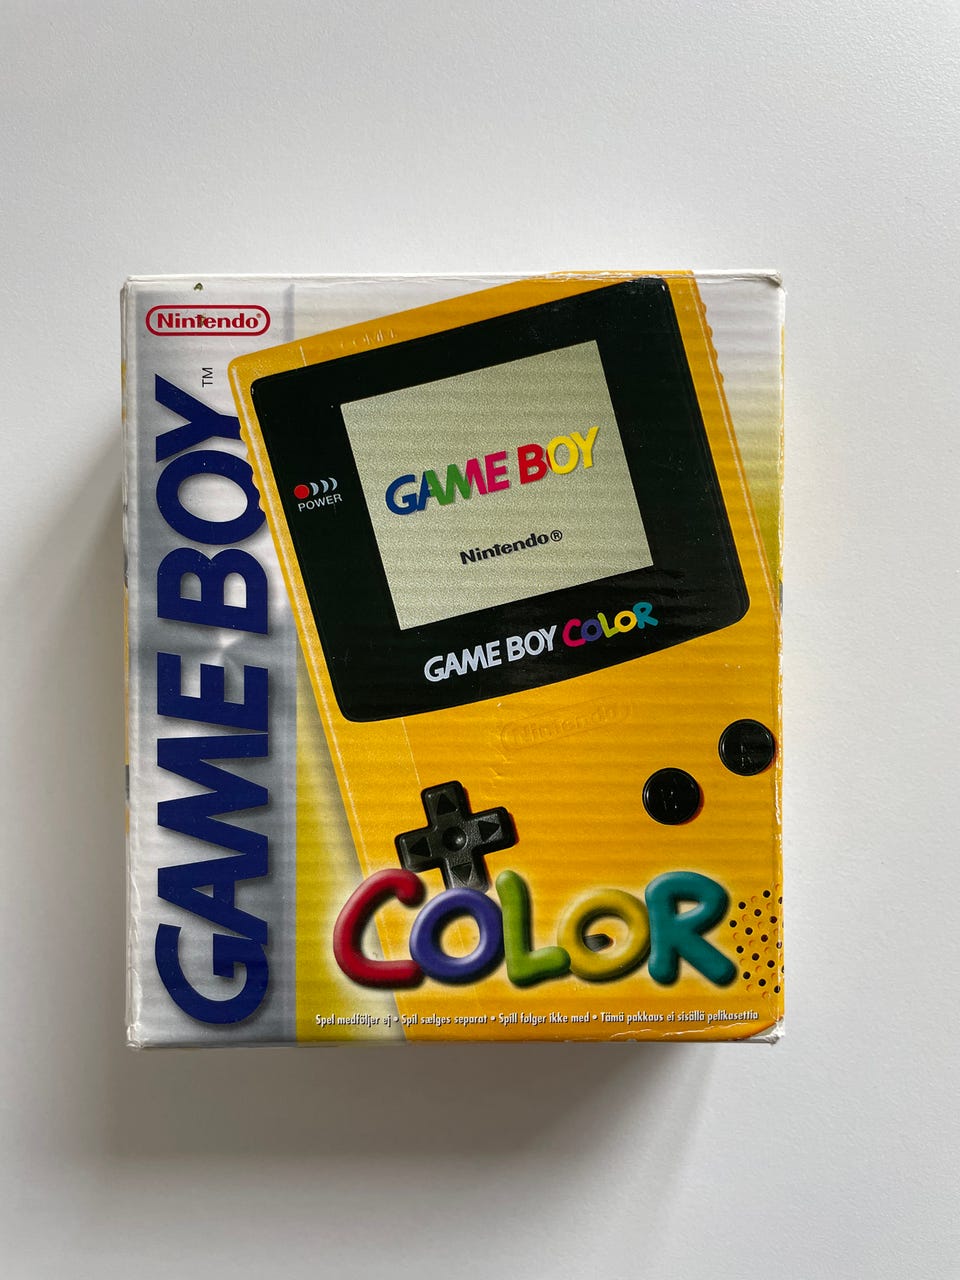 Nintendo®
GAME BOY™
COMM
POWER
GAME BOY
Nintendo®
GAME BOY COLOR
Nintendo
A
B
COLOR
Spel medföljer ej • Spil sælges separat • Spill følger ikke med • Tämä pakkaus ei sisällä pelikasettia